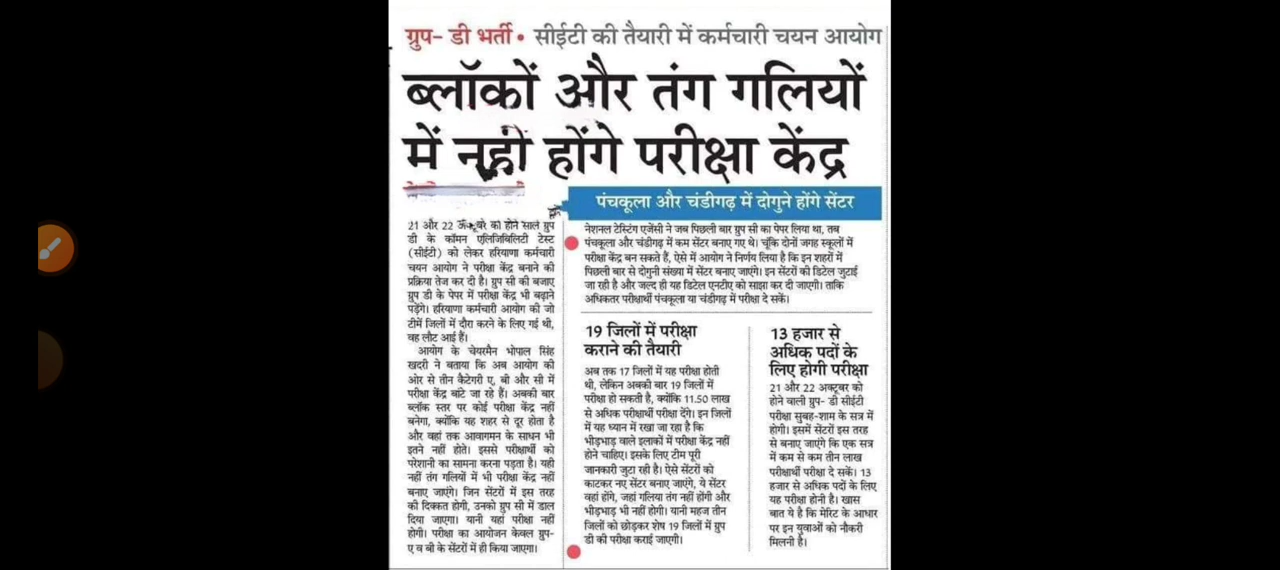 ग्रुप- डी भर्ती • सीईटी की तैयारी में कर्मचारी चयन आयोग
ब्लॉकों और तंग गलियों
में नहीं होंगे परीक्षा केंद्र
पंचकूला और चंडीगढ़ में दोगुने होंगे सेंटर
21 और 22 अक्टूबर को होने वाले ग्रुप
डी के कॉमन एलिजिबिलिटी टेस्ट
(सीईटी) को लेकर हरियाणा कर्मचारी
चयन आयोग ने परीक्षा केंद्र बनाने की
प्रक्रिया तेज कर दी है। ग्रुप सी की बजाए
ग्रुप डी के पेपर में परीक्षा केंद्र भी बढ़ाने
पड़ेंगे। हरियाणा कर्मचारी आयोग की जो
टीमें जिलों में दौरा करने के लिए गई थी,
वह लौट आई हैं।
आयोग के चेयरमैन भोपाल सिंह
खदरी ने बताया कि अब आयोग की
ओर से तीन कैटेगरी ए, बी और सी में
परीक्षा केंद्र बांटे जा रहे हैं। अबकी बार
ब्लॉक स्तर पर कोई परीक्षा केंद्र नहीं
बनेगा, क्योंकि यह शहर से दूर होता है
और वहां तक आवागमन के साधन भी
इतने नहीं होते। इससे परीक्षार्थी को
परेशानी का सामना करना पड़ता है। यही
नहीं तंग गलियों में भी परीक्षा केंद्र नहीं
बनाए जाएंगे। जिन सेंटरों में इस तरह
की दिक्कत होगी, उनको ग्रुप सी में डाल
दिया जाएगा। यानी यहां परीक्षा नहीं
होगी। परीक्षा का आयोजन केवल ग्रुप-
ए व बी के सेंटरों में ही किया जाएगा।
नेशनल टेस्टिंग एजेंसी ने जब पिछली बार ग्रुप सी का पेपर लिया था, तब
पंचकूला और चंडीगढ़ में कम सेंटर बनाए गए थे। चूंकि दोनों जगह स्कूलों में
परीक्षा केंद्र बन सकते हैं, ऐसे में आयोग ने निर्णय लिया है कि इन शहरों में
पिछली बार से दोगुनी संख्या में सेंटर बनाए जाएंगे। इन सेंटरों की डिटेल जुटाई
जा रही है और जल्द ही यह डिटेल एनटीए को साझा कर दी जाएगी। ताकि
अधिकतर परीक्षार्थी पंचकूला या चंडीगढ़ में परीक्षा दे सकें।
19 जिलों में परीक्षा
कराने की तैयारी
अब तक 17 जिलों में यह परीक्षा होती
थी, लेकिन अबकी बार 19 जिलों में
परीक्षा हो सकती है, क्योंकि 11.50 लाख
से अधिक परीक्षार्थी परीक्षा देंगे। इन जिलों
में यह ध्यान में रखा जा रहा है कि
भीड़भाड़ वाले इलाकों में परीक्षा केंद्र नहीं
होने चाहिए। इसके लिए टीम पूरी
जानकारी जुटा रही है। ऐसे सेंटरों को
काटकर नए सेंटर बनाए जाएंगे, ये सेंटर
वहां होंगे, जहां गलिया तंग नहीं होंगी और
भीड़भाड़ भी नहीं होगी। यानी महज तीन
जिलों को छोड़कर शेष 19 जिलों में ग्रुप
डी की परीक्षा कराई जाएगी।
13 हजार से
अधिक पदों के
लिए होगी परीक्षा
21 और 22 अक्टूबर को
होने वाली ग्रुप- डी सीईटी
परीक्षा सुबह-शाम के सत्र में
होगी। इसमें सेंटरों इस तरह
से बनाए जाएंगे कि एक सत्र
में कम से कम तीन लाख
परीक्षार्थी परीक्षा दे सकें। 13
हजार से अधिक पदों के लिए
यह परीक्षा होनी है। खास
बात ये है कि मेरिट के आधार
पर इन युवाओं को नौकरी
मिलनी है।